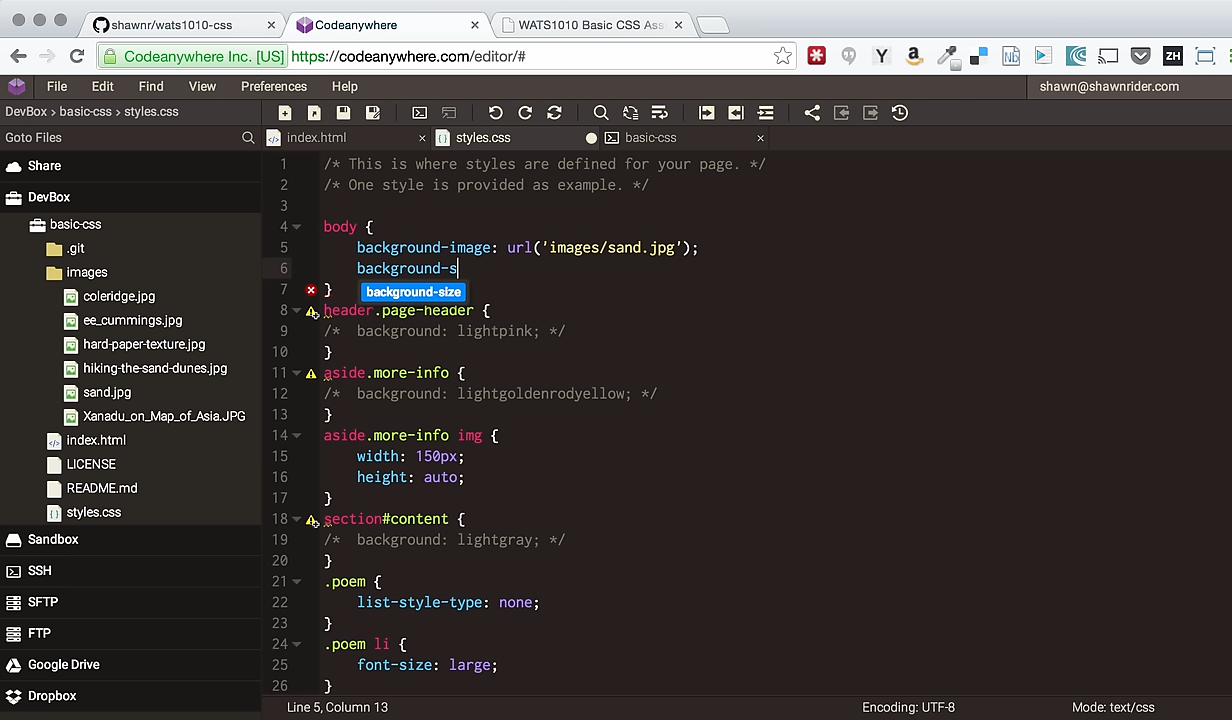 shawnr/wats1010-css
Codeanywhere
WATS1010 Basic CSS Ass
Codeanywhere Inc. [US] https://codeanywhere.com/editor/#
Y
a
Nb
ZH
File Edit Find View Preferences Help
shawn@shawnrider.com
DevBox > basic-css > styles.css
Goto Files
index.html
styles.css
basic-css
Share
DevBox
basic-css
.git
images
coleridge.jpg
ee_cummings.jpg
hard-paper-texture.jpg
hiking-the-sand-dunes.jpg
sand.jpg
Xanadu_on_Map_of_Asia.JPG
index.html
LICENSE
README.md
styles.css
Sandbox
SSH
SFTP
FTP
Google Drive
Dropbox
1 /* This is where styles are defined for your page. */
2 /* One style is provided as example. */
3
4 body {
5 background-image: url('images/sand.jpg');
6 background-s
background-size
7 }
8 header.page-header {
9 /* background: lightpink; */
10 }
11 aside.more-info {
12 /* background: lightgoldenrodyellow; */
13 }
14 aside.more-info img {
15 width: 150px;
16 height: auto;
17 }
18 section#content {
19 /* background: lightgray; */
20 }
21 .poem {
22 list-style-type: none;
23 }
24 .poem li {
25 font-size: large;
26 }
Line 5, Column 13
Encoding: UTF-8
Mode: text/css